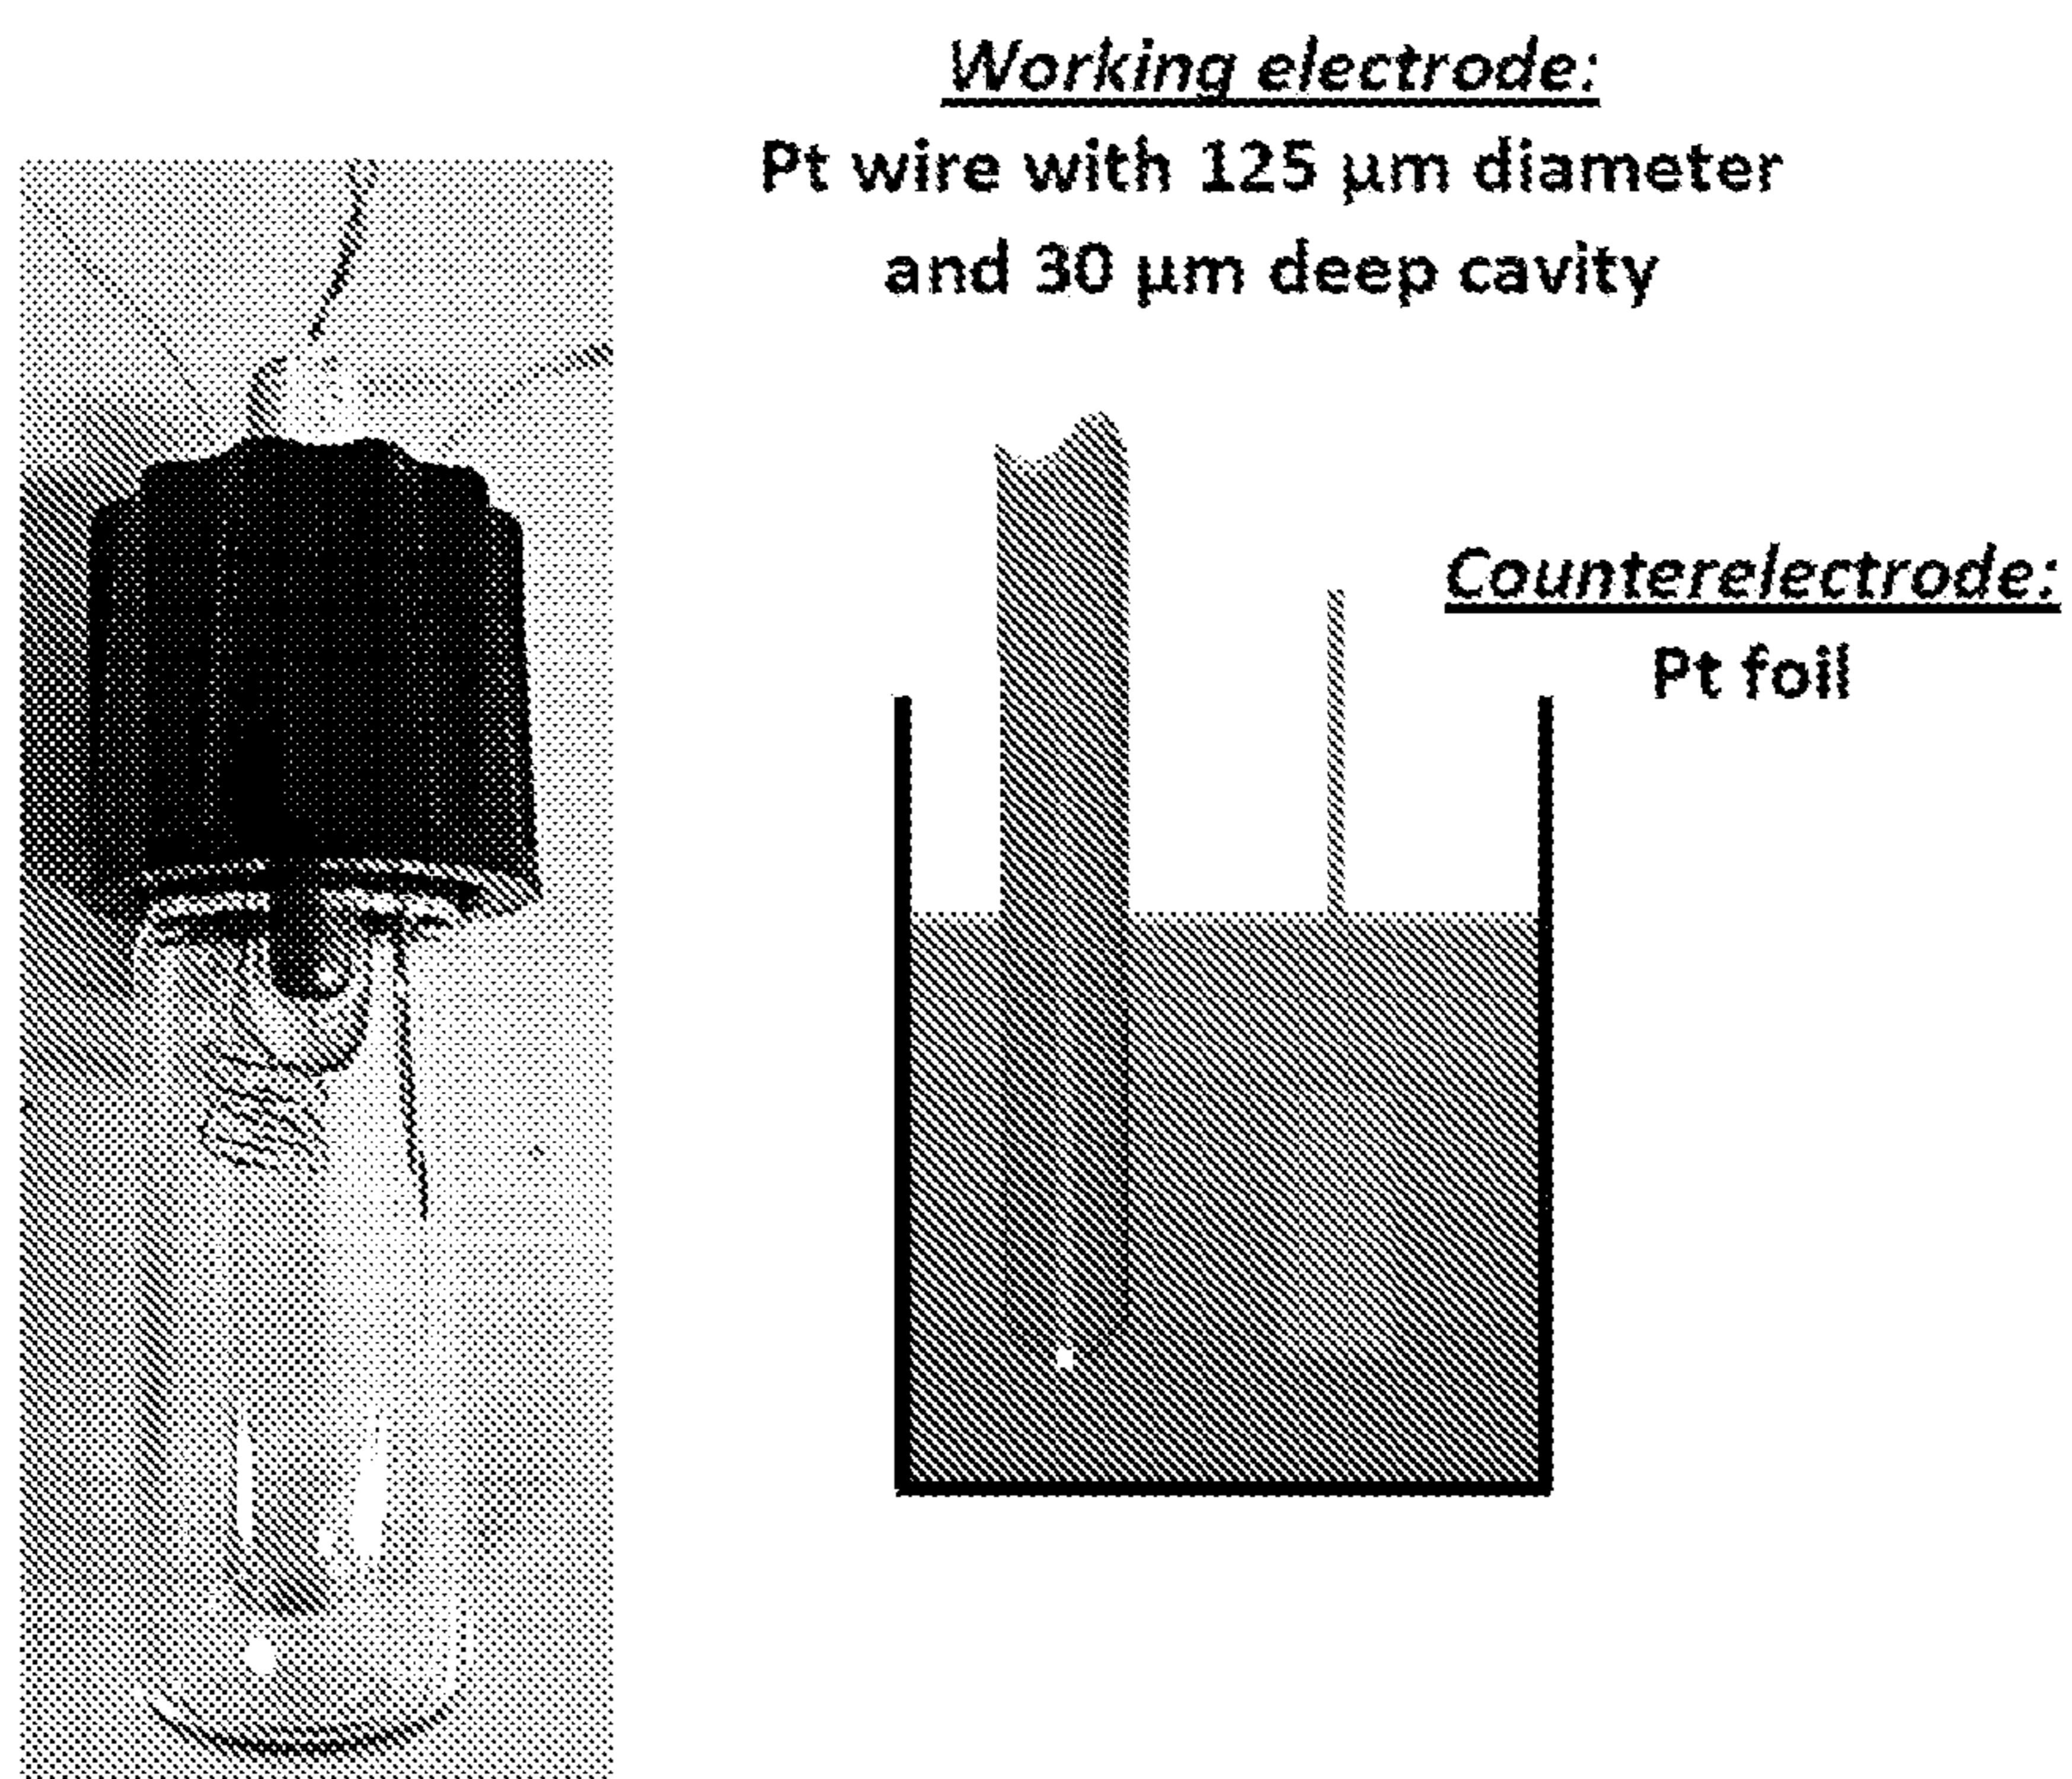 Working electrode:
Pt wire with 125 μm diameter
and 30 μm deep cavity
Counterelectrode:
Pt foil